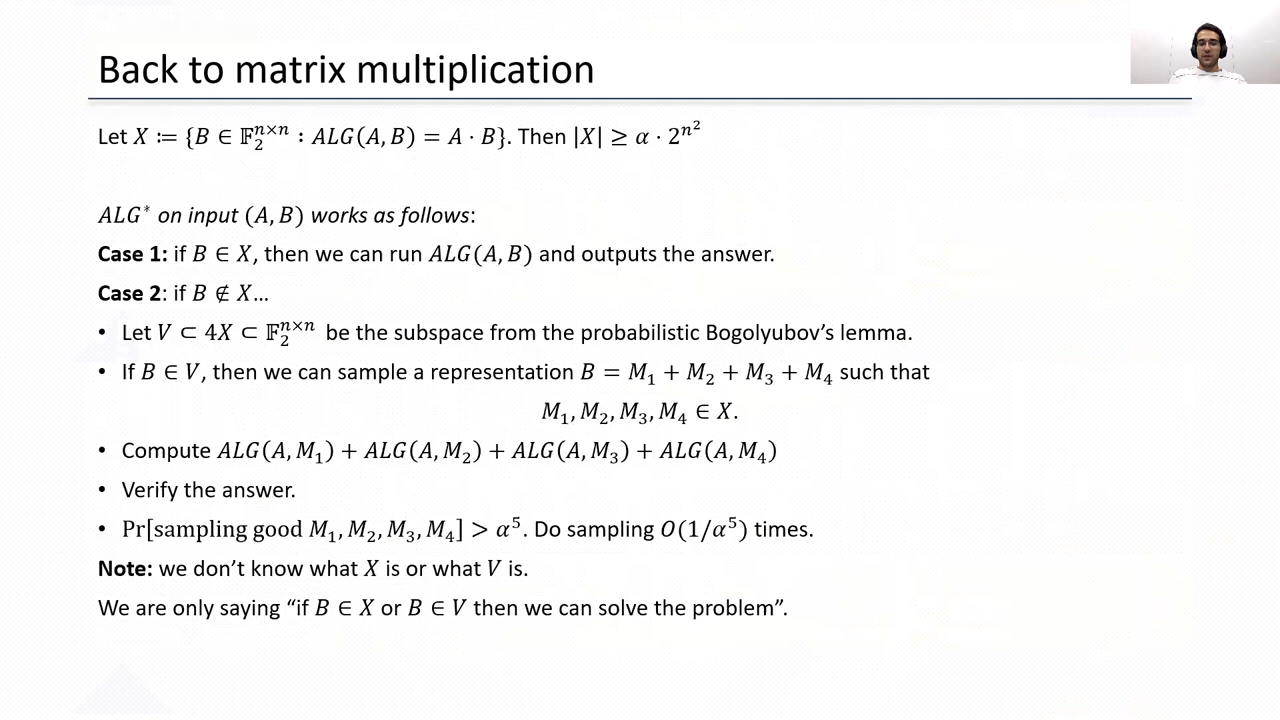 Back to matrix multiplication
Let 𝑋 ≔ {𝐵 ∈ 𝔽₂ⁿˣⁿ : 𝐴𝐿𝐺(𝐴, 𝐵) = 𝐴 · 𝐵}. Then |𝑋| ≥ 𝛼 · 2^{𝑛²}
𝐴𝐿𝐺* on input (𝐴, 𝐵) works as follows:
Case 1: if 𝐵 ∈ 𝑋, then we can run 𝐴𝐿𝐺(𝐴, 𝐵) and outputs the answer.
Case 2: if 𝐵 ∉ 𝑋…
• Let 𝑉 ⊂ 4𝑋 ⊂ 𝔽₂ⁿˣⁿ be the subspace from the probabilistic Bogolyubov’s lemma.
• If 𝐵 ∈ 𝑉, then we can sample a representation 𝐵 = 𝑀₁ + 𝑀₂ + 𝑀₃ + 𝑀₄ such that
𝑀₁, 𝑀₂, 𝑀₃, 𝑀₄ ∈ 𝑋.
• Compute 𝐴𝐿𝐺(𝐴, 𝑀₁) + 𝐴𝐿𝐺(𝐴, 𝑀₂) + 𝐴𝐿𝐺(𝐴, 𝑀₃) + 𝐴𝐿𝐺(𝐴, 𝑀₄)
• Verify the answer.
• Pr[sampling good 𝑀₁, 𝑀₂, 𝑀₃, 𝑀₄] > 𝛼⁵. Do sampling 𝑂(1/𝛼⁵) times.
Note: we don’t know what 𝑋 is or what 𝑉 is.
We are only saying “if 𝐵 ∈ 𝑋 or 𝐵 ∈ 𝑉 then we can solve the problem”.